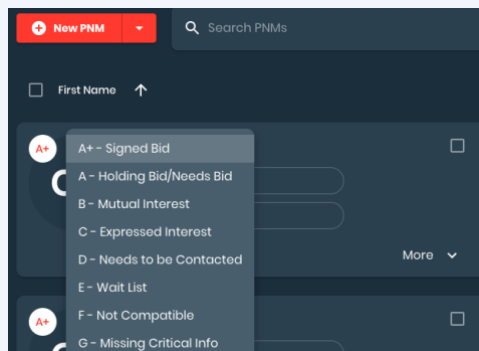 New PNM
Search PNMs
First Name
A+
A+ - Signed Bid
A - Holding Bid/Needs Bid
B - Mutual Interest
C - Expressed Interest
D - Needs to be Contacted
E - Wait List
F - Not Compatible
G - Missing Critical Info
More
A+